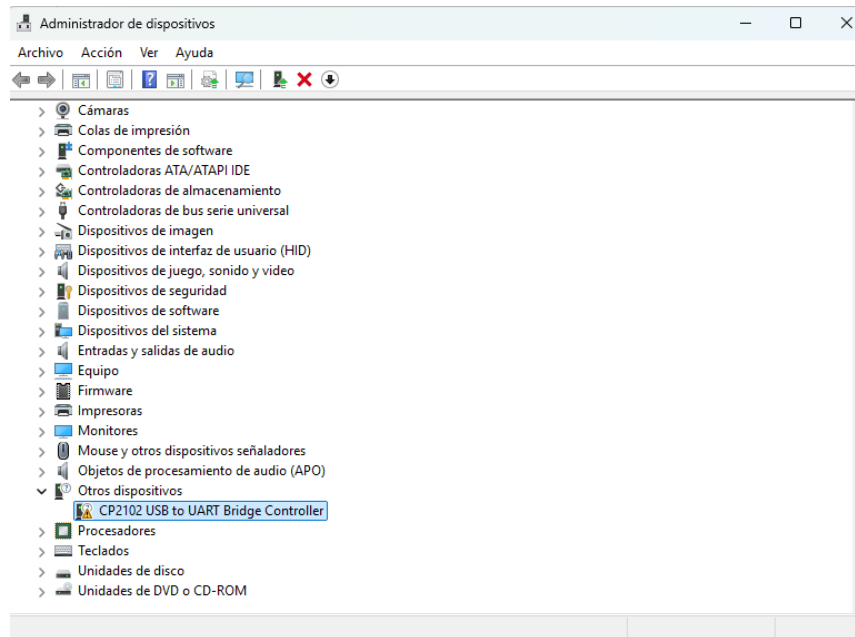 Administrador de dispositivos
Archivo Acción Ver Ayuda
Cámaras
Colas de impresión
Componentes de software
Controladoras ATA/ATAPI IDE
Controladoras de almacenamiento
Controladoras de bus serie universal
Dispositivos de imagen
Dispositivos de interfaz de usuario (HID)
Dispositivos de juego, sonido y video
Dispositivos de seguridad
Dispositivos de software
Dispositivos del sistema
Entradas y salidas de audio
Equipo
Firmware
Impresoras
Monitores
Mouse y otros dispositivos señaladores
Objetos de procesamiento de audio (APO)
Otros dispositivos
CP2102 USB to UART Bridge Controller
Procesadores
Teclados
Unidades de disco
Unidades de DVD o CD-ROM